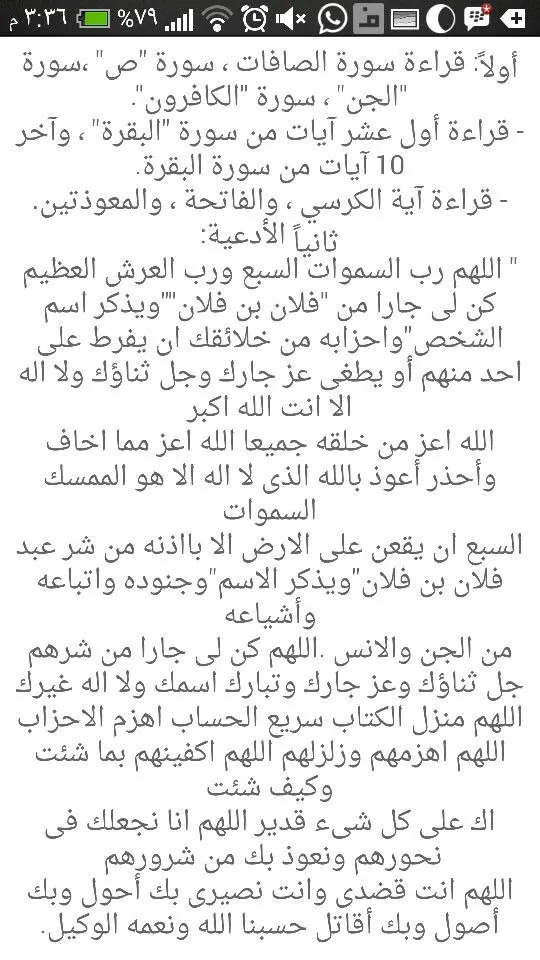 ٣:٣٦ م ٧٩%
أولاً: قراءة سورة الصافات ، سورة "ص" ،سورة
"الجن" ، سورة "الكافرون".
- قراءة أول عشر آيات من سورة "البقرة" ، وآخر
10 آيات من سورة البقرة.
- قراءة آية الكرسي ، والفاتحة ، والمعوذتين.
ثانياً الأدعية:
" اللهم رب السموات السبع ورب العرش العظيم
كن لى جارا من "فلان بن فلان""ويذكر اسم
الشخص"واحزابه من خلائقك ان يفرط على
احد منهم أو يطغى عز جارك وجل ثناؤك ولا اله
الا انت الله اكبر
الله اعز من خلقه جميعا الله اعز مما اخاف
وأحذر أعوذ بالله الذى لا اله الا هو الممسك
السموات
السبع ان يقعن على الارض الا بااذنه من شر عبد
فلان بن فلان"ويذكر الاسم"وجنوده واتباعه
وأشياعه
من الجن والانس .اللهم كن لى جارا من شرهم
جل ثناؤك وعز جارك وتبارك اسمك ولا اله غيرك
اللهم منزل الكتاب سريع الحساب اهزم الاحزاب
اللهم اهزمهم وزلزلهم اللهم اكفينهم بما شئت
وكيف شئت
اك على كل شىء قدير اللهم انا نجعلك فى
نحورهم ونعوذ بك من شرورهم
اللهم انت قضدى وانت نصيرى بك أحول وبك
أصول وبك أقاتل حسبنا الله ونعمه الوكيل.